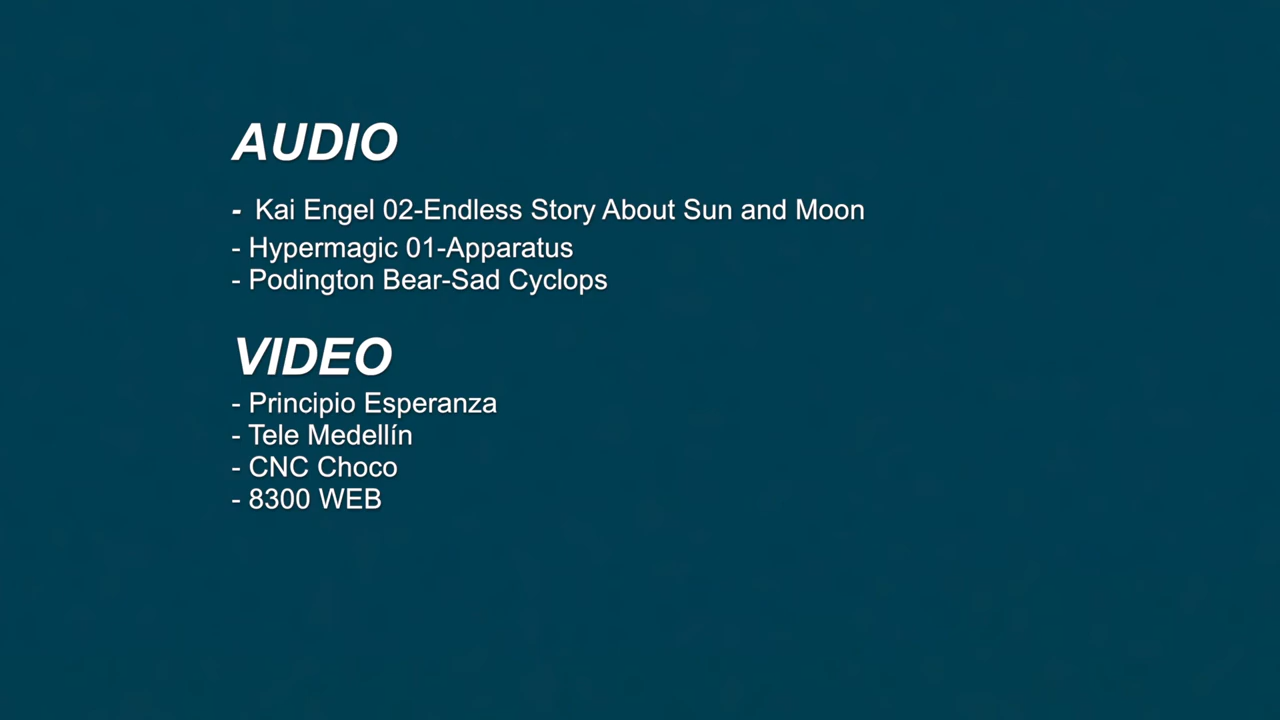 AUDIO
- Kai Engel 02-Endless Story About Sun and Moon
- Hypermagic 01-Apparatus
- Podington Bear-Sad Cyclops
VIDEO
- Principio Esperanza
- Tele Medellín
- CNC Choco
- 8300 WEB